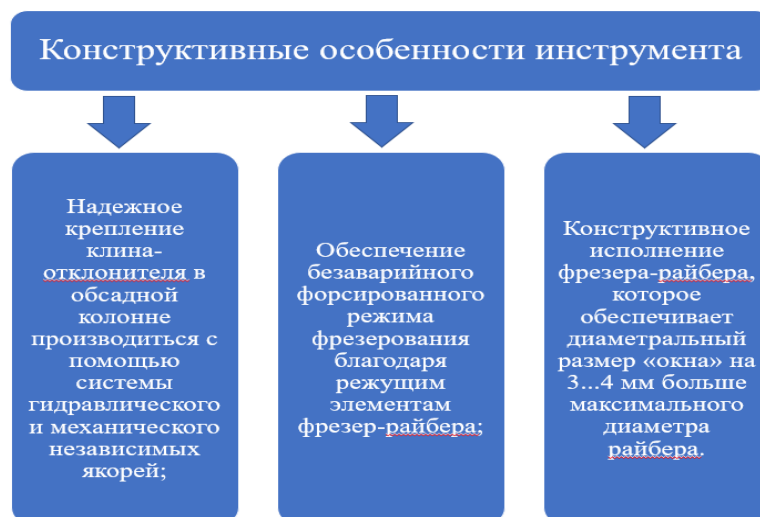 Конструктивные особенности инструмента
Надежное
крепление
клина-
отклонителя в
обсадной
колонне
производиться с
помощью
системы
гидравлического
и механического
независимых
якорей;
Обеспечение
безаварийного
форсированного
режима
фрезерования
благодаря
режущим
элементам
фрезер-райбера;
Конструктивное
исполнение
фрезера-райбера,
которое
обеспечивает
диаметральный
размер «окна» на
3...4 мм больше
максимального
диаметра
райбера.